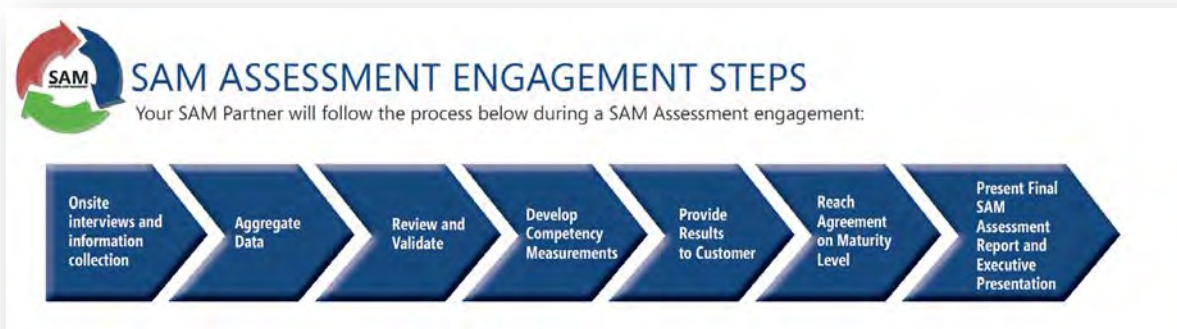 SAM
SAM ASSESSMENT ENGAGEMENT STEPS
Your SAM Partner will follow the process below during a SAM Assessment engagement:
Onsite
interviews and
information
collection
Aggregate
Data
Review and
Validate
Develop
Competency
Measurements
Provide
Results
to Customer
Reach
Agreement
on Maturity
Level
Present Final
SAM
Assessment
Report and
Executive
Presentation